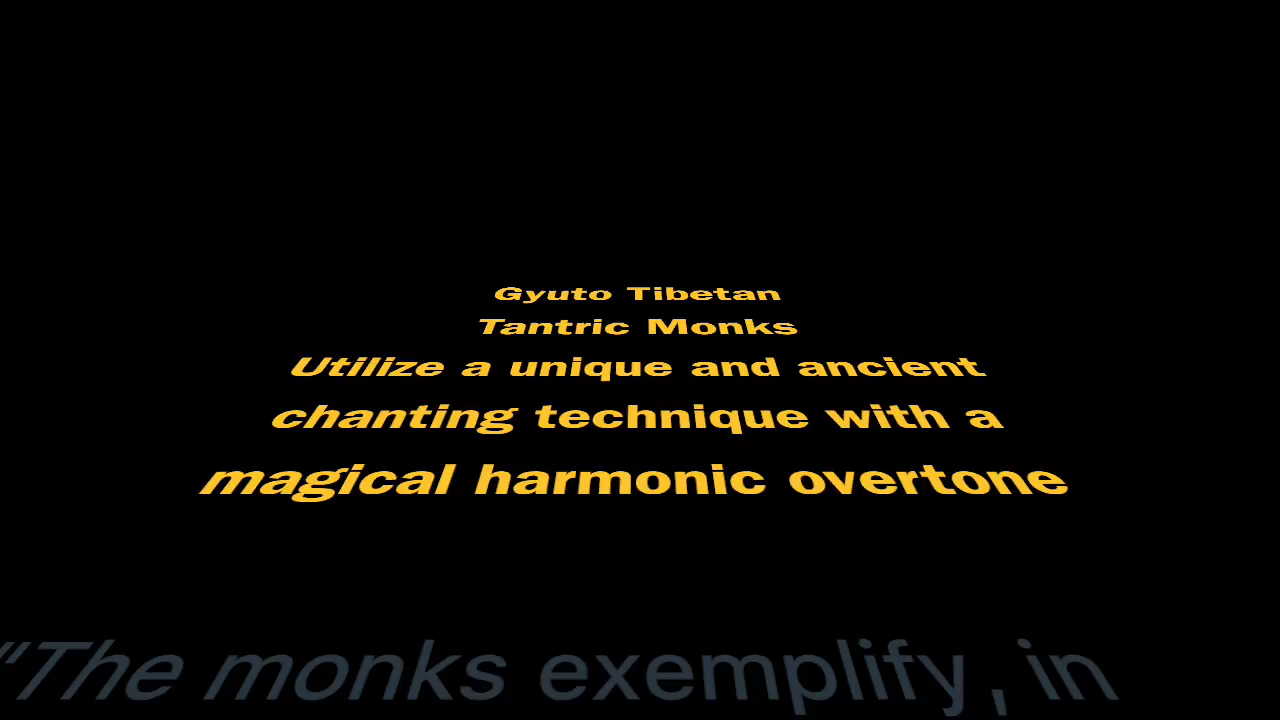 Gyuto Tibetan
Tantric Monks
Utilize a unique and ancient
chanting technique with a
magical harmonic overtone
“The monks exemplify, in